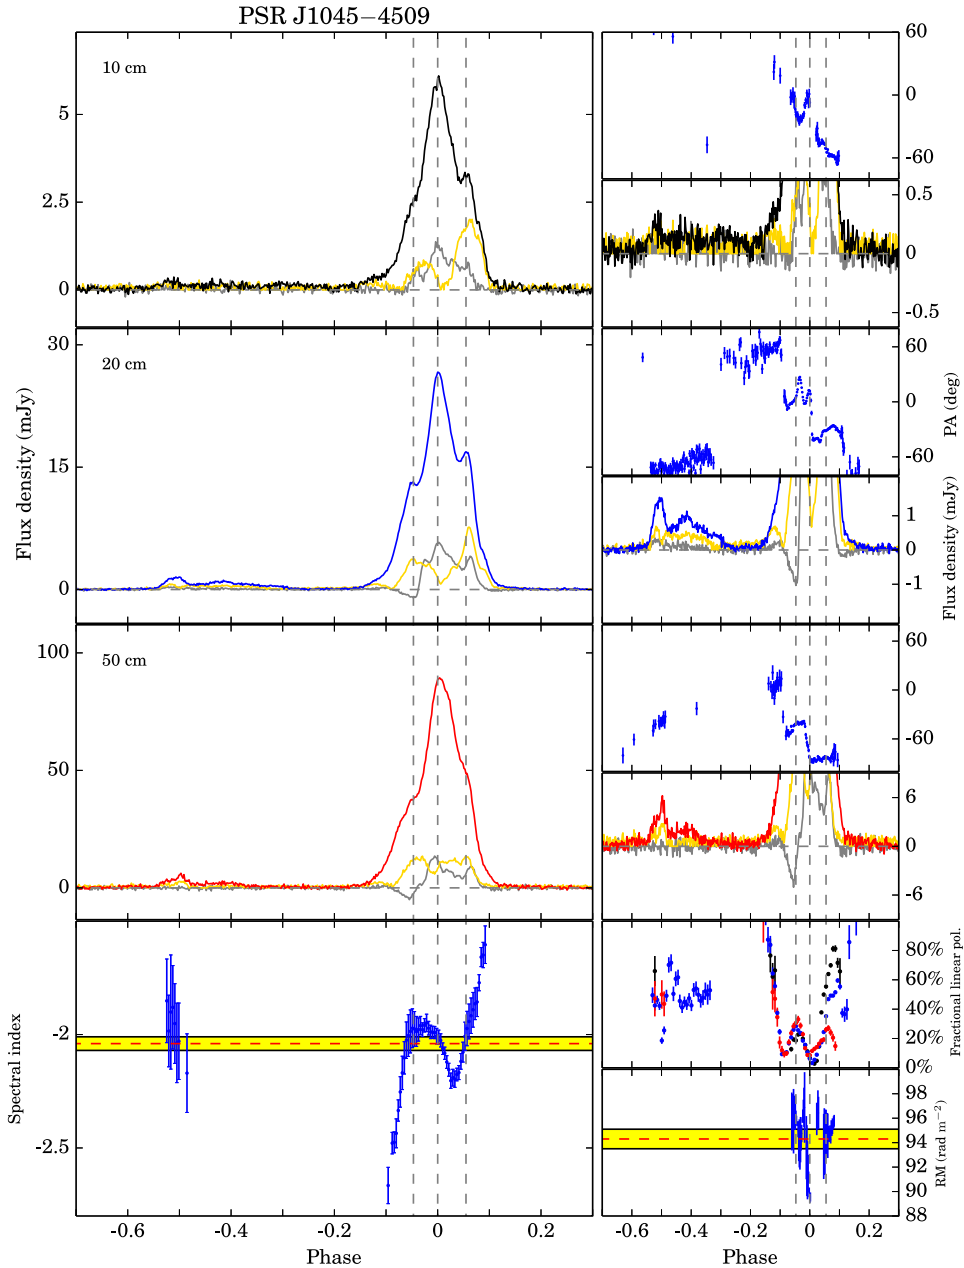 PSR J1045−4509
10 cm
5
2.5
0
60
0
-60
0.5
0
-0.5
20 cm
30
15
0
Flux density (mJy)
60
0
-60
PA (deg)
1
0
-1
Flux density (mJy)
50 cm
100
50
0
60
0
-60
6
0
-6
-2
-2.5
Spectral index
80%
60%
40%
20%
0%
Fractional linear pol.
98
96
94
92
90
88
RM (rad m⁻²)
-0.6 -0.4 -0.2 0 0.2
Phase
-0.6 -0.4 -0.2 0 0.2
Phase